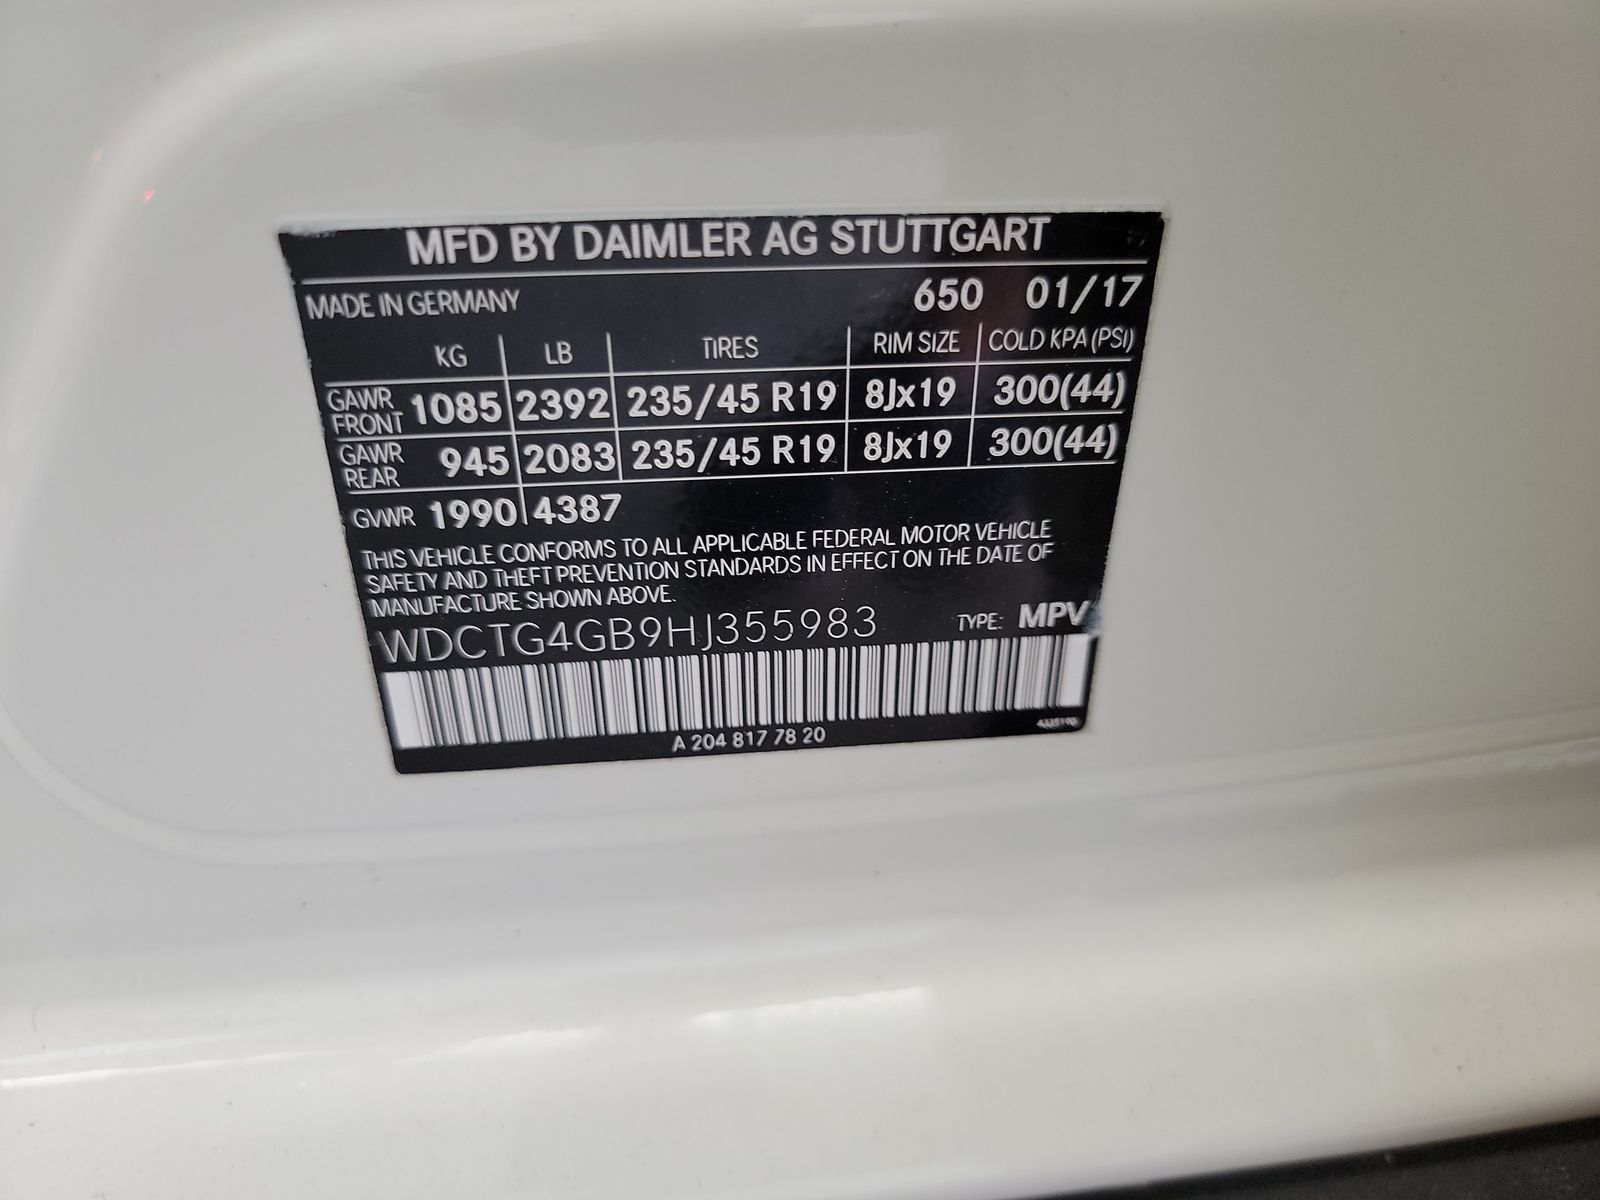 MFD BY DAIMLER AG STUTTGART
MADE IN GERMANY 650 01/17
KG LB TIRES RIM SIZE COLD KPA (PSI)
GAWR FRONT 1085 2392 235/45 R19 8Jx19 300(44)
GAWR REAR 945 2083 235/45 R19 8Jx19 300(44)
GVWR 1990 4387
THIS VEHICLE CONFORMS TO ALL APPLICABLE FEDERAL MOTOR VEHICLE
SAFETY AND THEFT PREVENTION STANDARDS IN EFFECT ON THE DATE OF
MANUFACTURE SHOWN ABOVE.
WDCTG4GB9HJ355983 TYPE: MPV
A 204 817 78 20